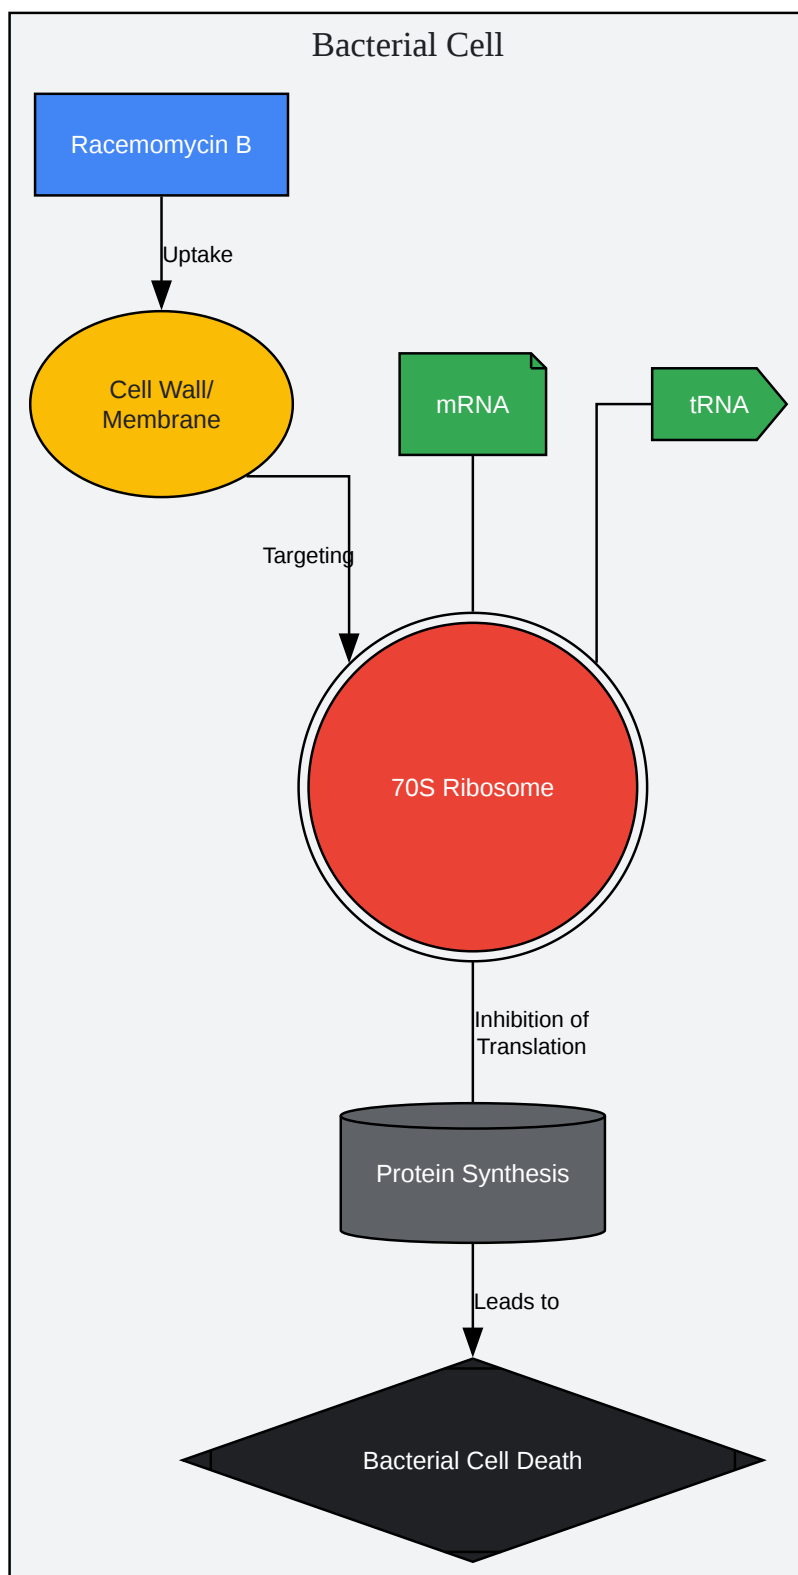 Bacterial Cell
Racemomycin B
Uptake
Cell Wall/
Membrane
mRNA
tRNA
Targeting
70S Ribosome
Inhibition of
Translation
Protein Synthesis
Leads to
Bacterial Cell Death